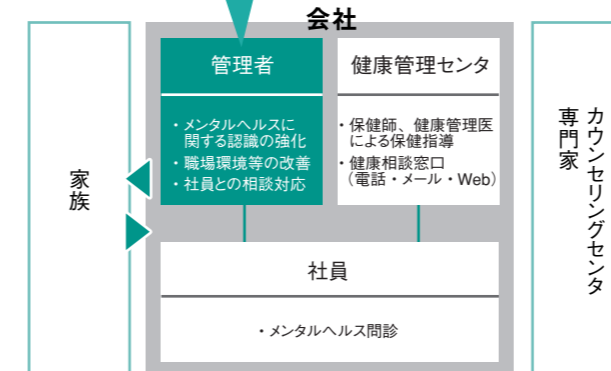 会社
家族
管理者
・メンタルヘルスに
関する認識の強化
・職場環境等の改善
・社員との相談対応
健康管理センタ
・保健師、健康管理医
による保健指導
・健康相談窓口
（電話・メール・Web）
社員
・メンタルヘルス問診
カウンセリングセンタ
専門家